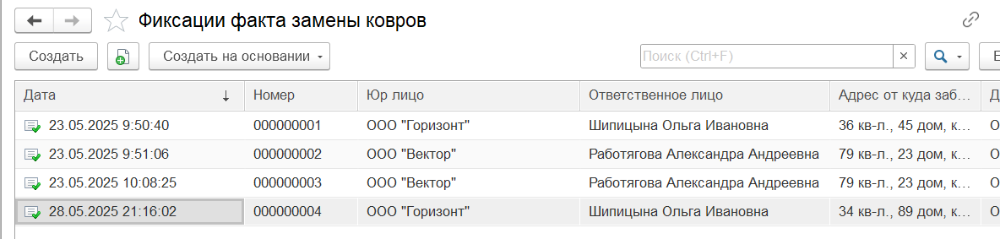 Фиксации факта замены ковров
Создать Создать на основании Поиск (Ctrl+F) × Е
Дата ↓ Номер Юр лицо Ответственное лицо Адрес от куда заб... Д
23.05.2025 9:50:40 000000001 ООО "Горизонт" Шипицына Ольга Ивановна 36 кв-л., 45 дом, к... О
23.05.2025 9:51:06 000000002 ООО "Вектор" Работягова Александра Андреевна 79 кв-л., 23 дом, к... О
23.05.2025 10:08:25 000000003 ООО "Вектор" Работягова Александра Андреевна 79 кв-л., 23 дом, к... О
28.05.2025 21:16:02 000000004 ООО "Горизонт" Шипицына Ольга Ивановна 34 кв-л., 89 дом, к... О